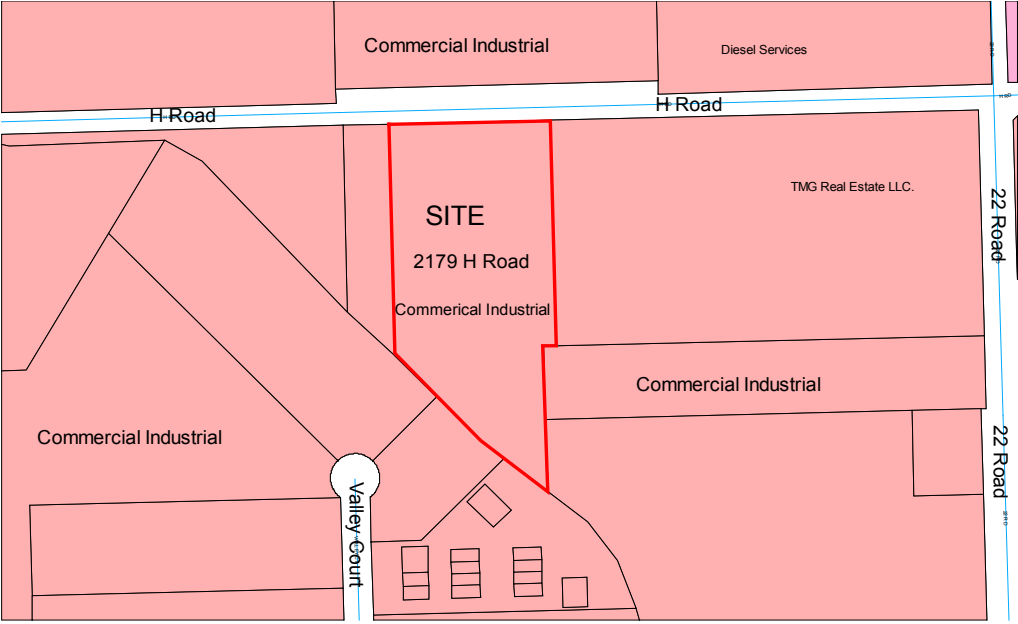 Commercial Industrial
Diesel Services
H Road
H Road
TMG Real Estate LLC.
SITE
2179 H Road
Commerical Industrial
22 Road
Commercial Industrial
Commercial Industrial
22 Road
Valley Court